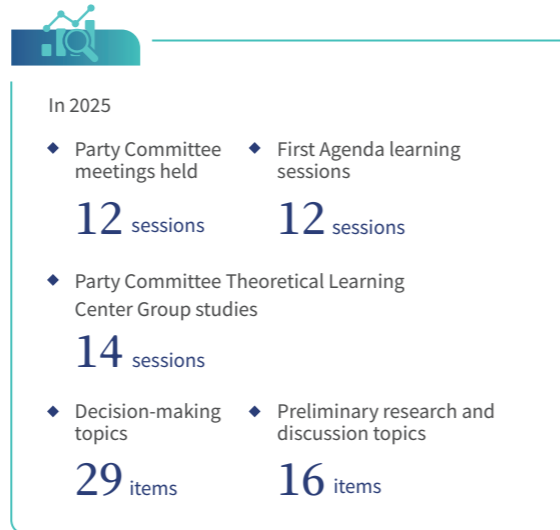 In 2025
Party Committee
meetings held
12 sessions
First Agenda learning
sessions
12 sessions
Party Committee Theoretical Learning
Center Group studies
14 sessions
Decision-making
topics
29 items
Preliminary research and
discussion topics
16 items